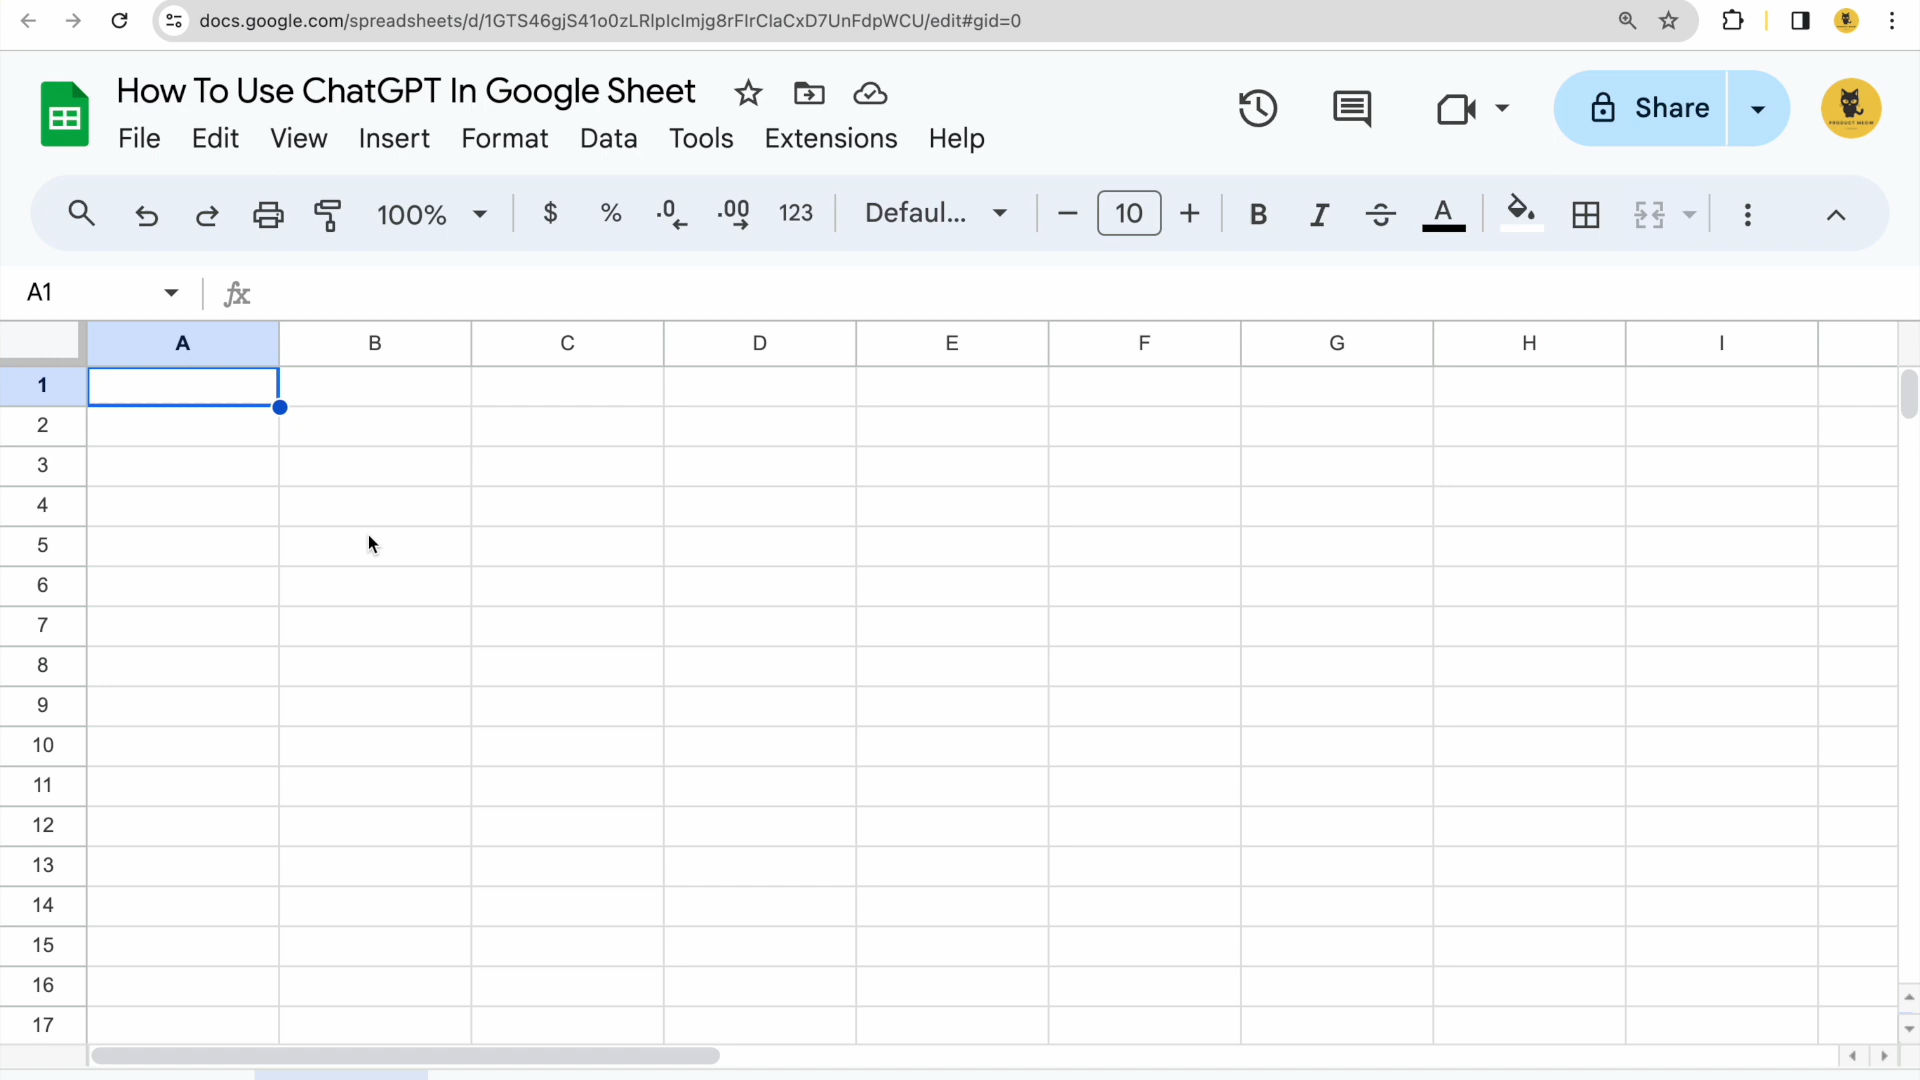 docs.google.com/spreadsheets/d/1GTS46gjS41o0zLRlpIcImjg8rFlrClaCxD7UnFdpWCU/edit#gid=0
How To Use ChatGPT In Google Sheet
Share
File Edit View Insert Format Data Tools Extensions Help
100% $ % .0 .00 123 Defaul... 10 B I A
A1 fx
A B C D E F G H I
1
2
3
4
5
6
7
8
9
10
11
12
13
14
15
16
17